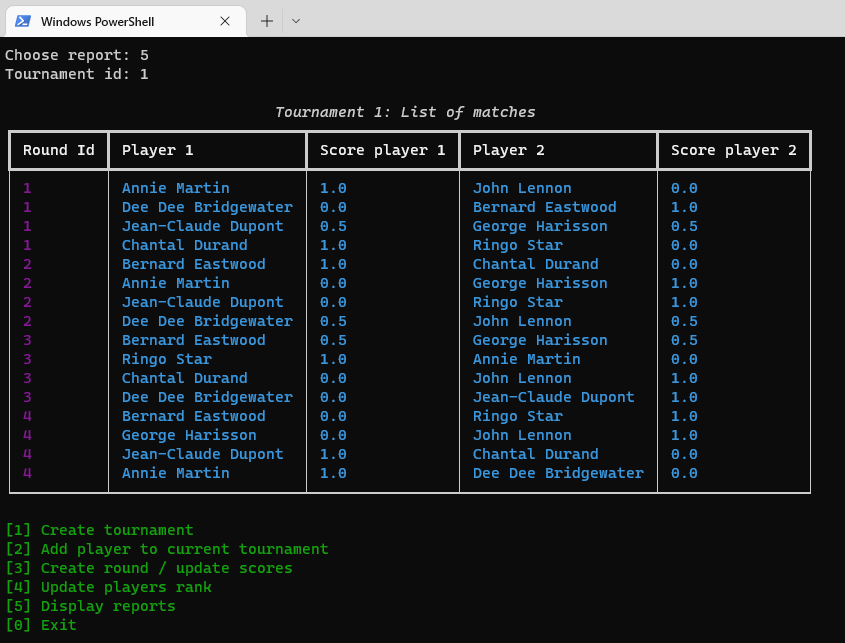 Windows PowerShell
Choose report: 5
Tournament id: 1
Tournament 1: List of matches
Round Id Player 1 Score player 1 Player 2 Score player 2
1 Annie Martin 1.0 John Lennon 0.0
1 Dee Dee Bridgewater 0.0 Bernard Eastwood 1.0
1 Jean-Claude Dupont 0.5 George Harisson 0.5
1 Chantal Durand 1.0 Ringo Star 0.0
2 Bernard Eastwood 1.0 Chantal Durand 0.0
2 Annie Martin 0.0 George Harisson 1.0
2 Jean-Claude Dupont 0.0 Ringo Star 1.0
2 Dee Dee Bridgewater 0.5 John Lennon 0.5
3 Bernard Eastwood 0.5 George Harisson 0.5
3 Ringo Star 1.0 Annie Martin 0.0
3 Chantal Durand 0.0 John Lennon 1.0
3 Dee Dee Bridgewater 0.0 Jean-Claude Dupont 1.0
4 Bernard Eastwood 0.0 Ringo Star 1.0
4 George Harisson 0.0 John Lennon 1.0
4 Jean-Claude Dupont 1.0 Chantal Durand 0.0
4 Annie Martin 1.0 Dee Dee Bridgewater 0.0
[1] Create tournament
[2] Add player to current tournament
[3] Create round / update scores
[4] Update players rank
[5] Display reports
[0] Exit